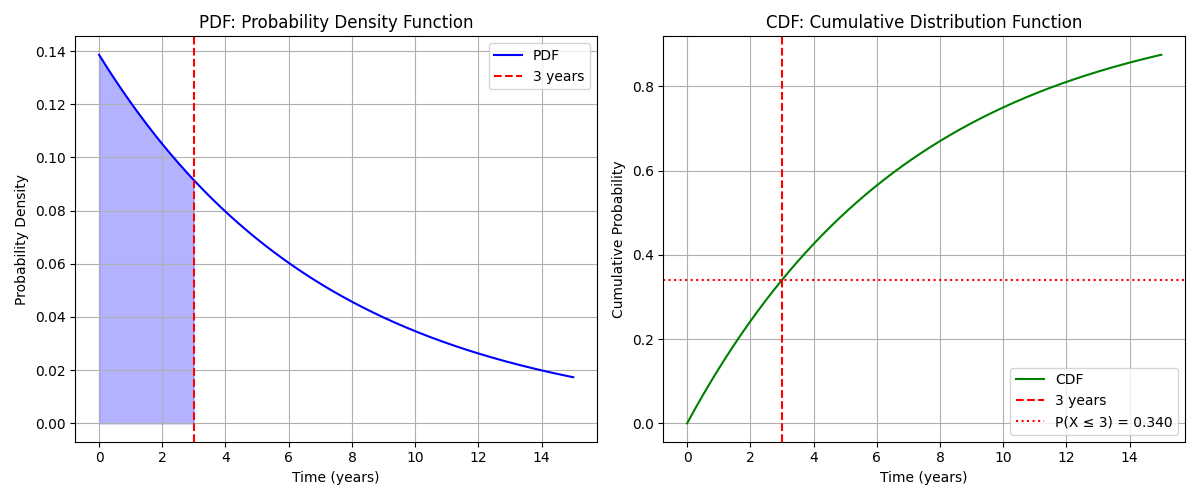 PDF: Probability Density Function
Probability Density
0.14
0.12
0.10
0.08
0.06
0.04
0.02
0.00
PDF
3 years
0 2 4 6 8 10 12 14
Time (years)
CDF: Cumulative Distribution Function
Cumulative Probability
0.8
0.6
0.4
0.2
0.0
CDF
3 years
P(X ≤ 3) = 0.340
0 2 4 6 8 10 12 14
Time (years)